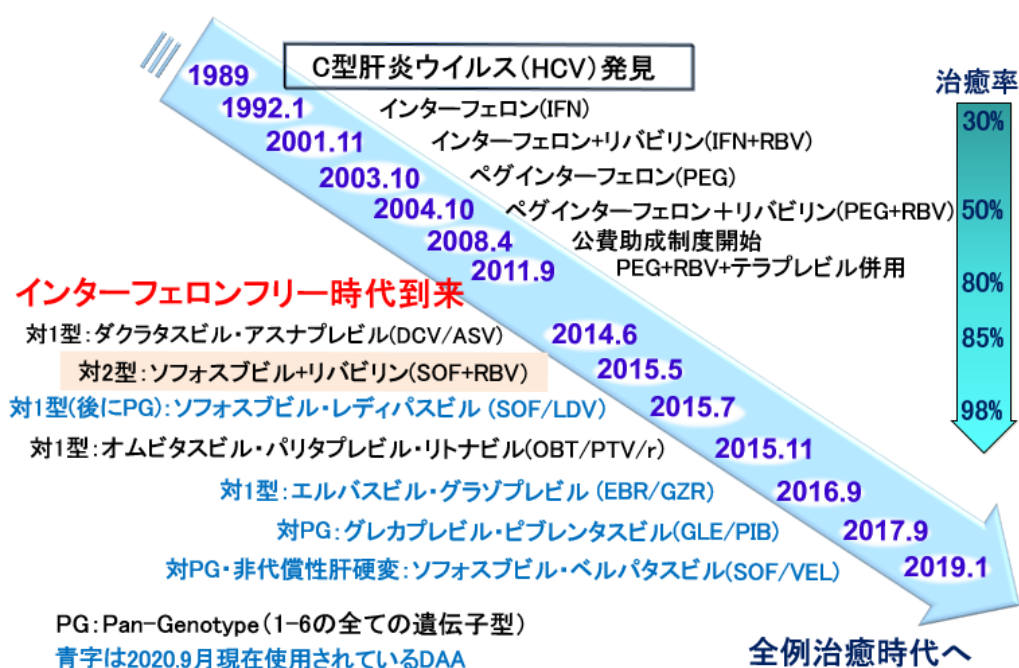 1989
C型肝炎ウイルス(HCV)発見
1992.1 インターフェロン(IFN)
2001.11 インターフェロン+リバビリン(IFN+RBV)
2003.10 ペグインターフェロン(PEG)
2004.10 ペグインターフェロン＋リバビリン(PEG+RBV)
2008.4 公費助成制度開始
2011.9 PEG+RBV+テラプレビル併用
治癒率
30%
50%
80%
85%
98%
インターフェロンフリー時代到来
対1型:ダクラタスビル・アスナプレビル(DCV/ASV) 2014.6
対2型:ソフォスブビル+リバビリン(SOF+RBV) 2015.5
対1型(後にPG):ソフォスブビル・レディパスビル (SOF/LDV) 2015.7
対1型:オムビタスビル・パリタプレビル・リトナビル(OBT/PTV/r) 2015.11
対1型:エルバスビル・グラゾプレビル (EBR/GZR) 2016.9
対PG:グレカプレビル・ピブレンタスビル(GLE/PIB) 2017.9
対PG・非代償性肝硬変:ソフォスブビル・ベルパタスビル(SOF/VEL) 2019.1
PG:Pan-Genotype(1-6の全ての遺伝子型)
青字は2020.9月現在使用されているDAA
全例治癒時代へ